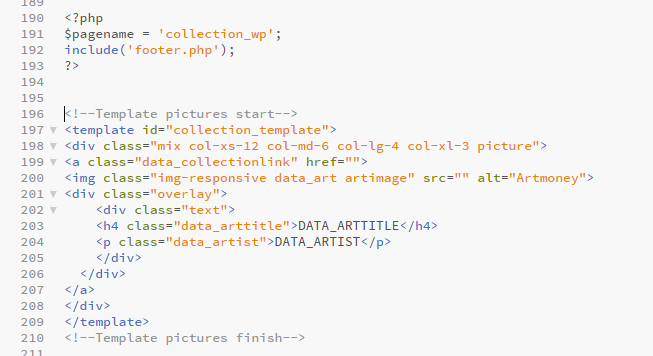 189
190 <?php
191 $pagename = 'collection_wp';
192 include('footer.php');
193 ?>
194
195
196 <!--Template pictures start-->
197 <template id="collection_template">
198 <div class="mix col-xs-12 col-md-6 col-lg-4 col-xl-3 picture">
199 <a class="data_collectionlink" href="">
200 <img class="img-responsive data_art artimage" src="" alt="Artmoney">
201 <div class="overlay">
202 <div class="text">
203 <h4 class="data_arttitle">DATA_ARTTITLE</h4>
204 <p class="data_artist">DATA_ARTIST</p>
205 </div>
206 </div>
207 </a>
208 </div>
209 </template>
210 <!--Template pictures finish-->
211